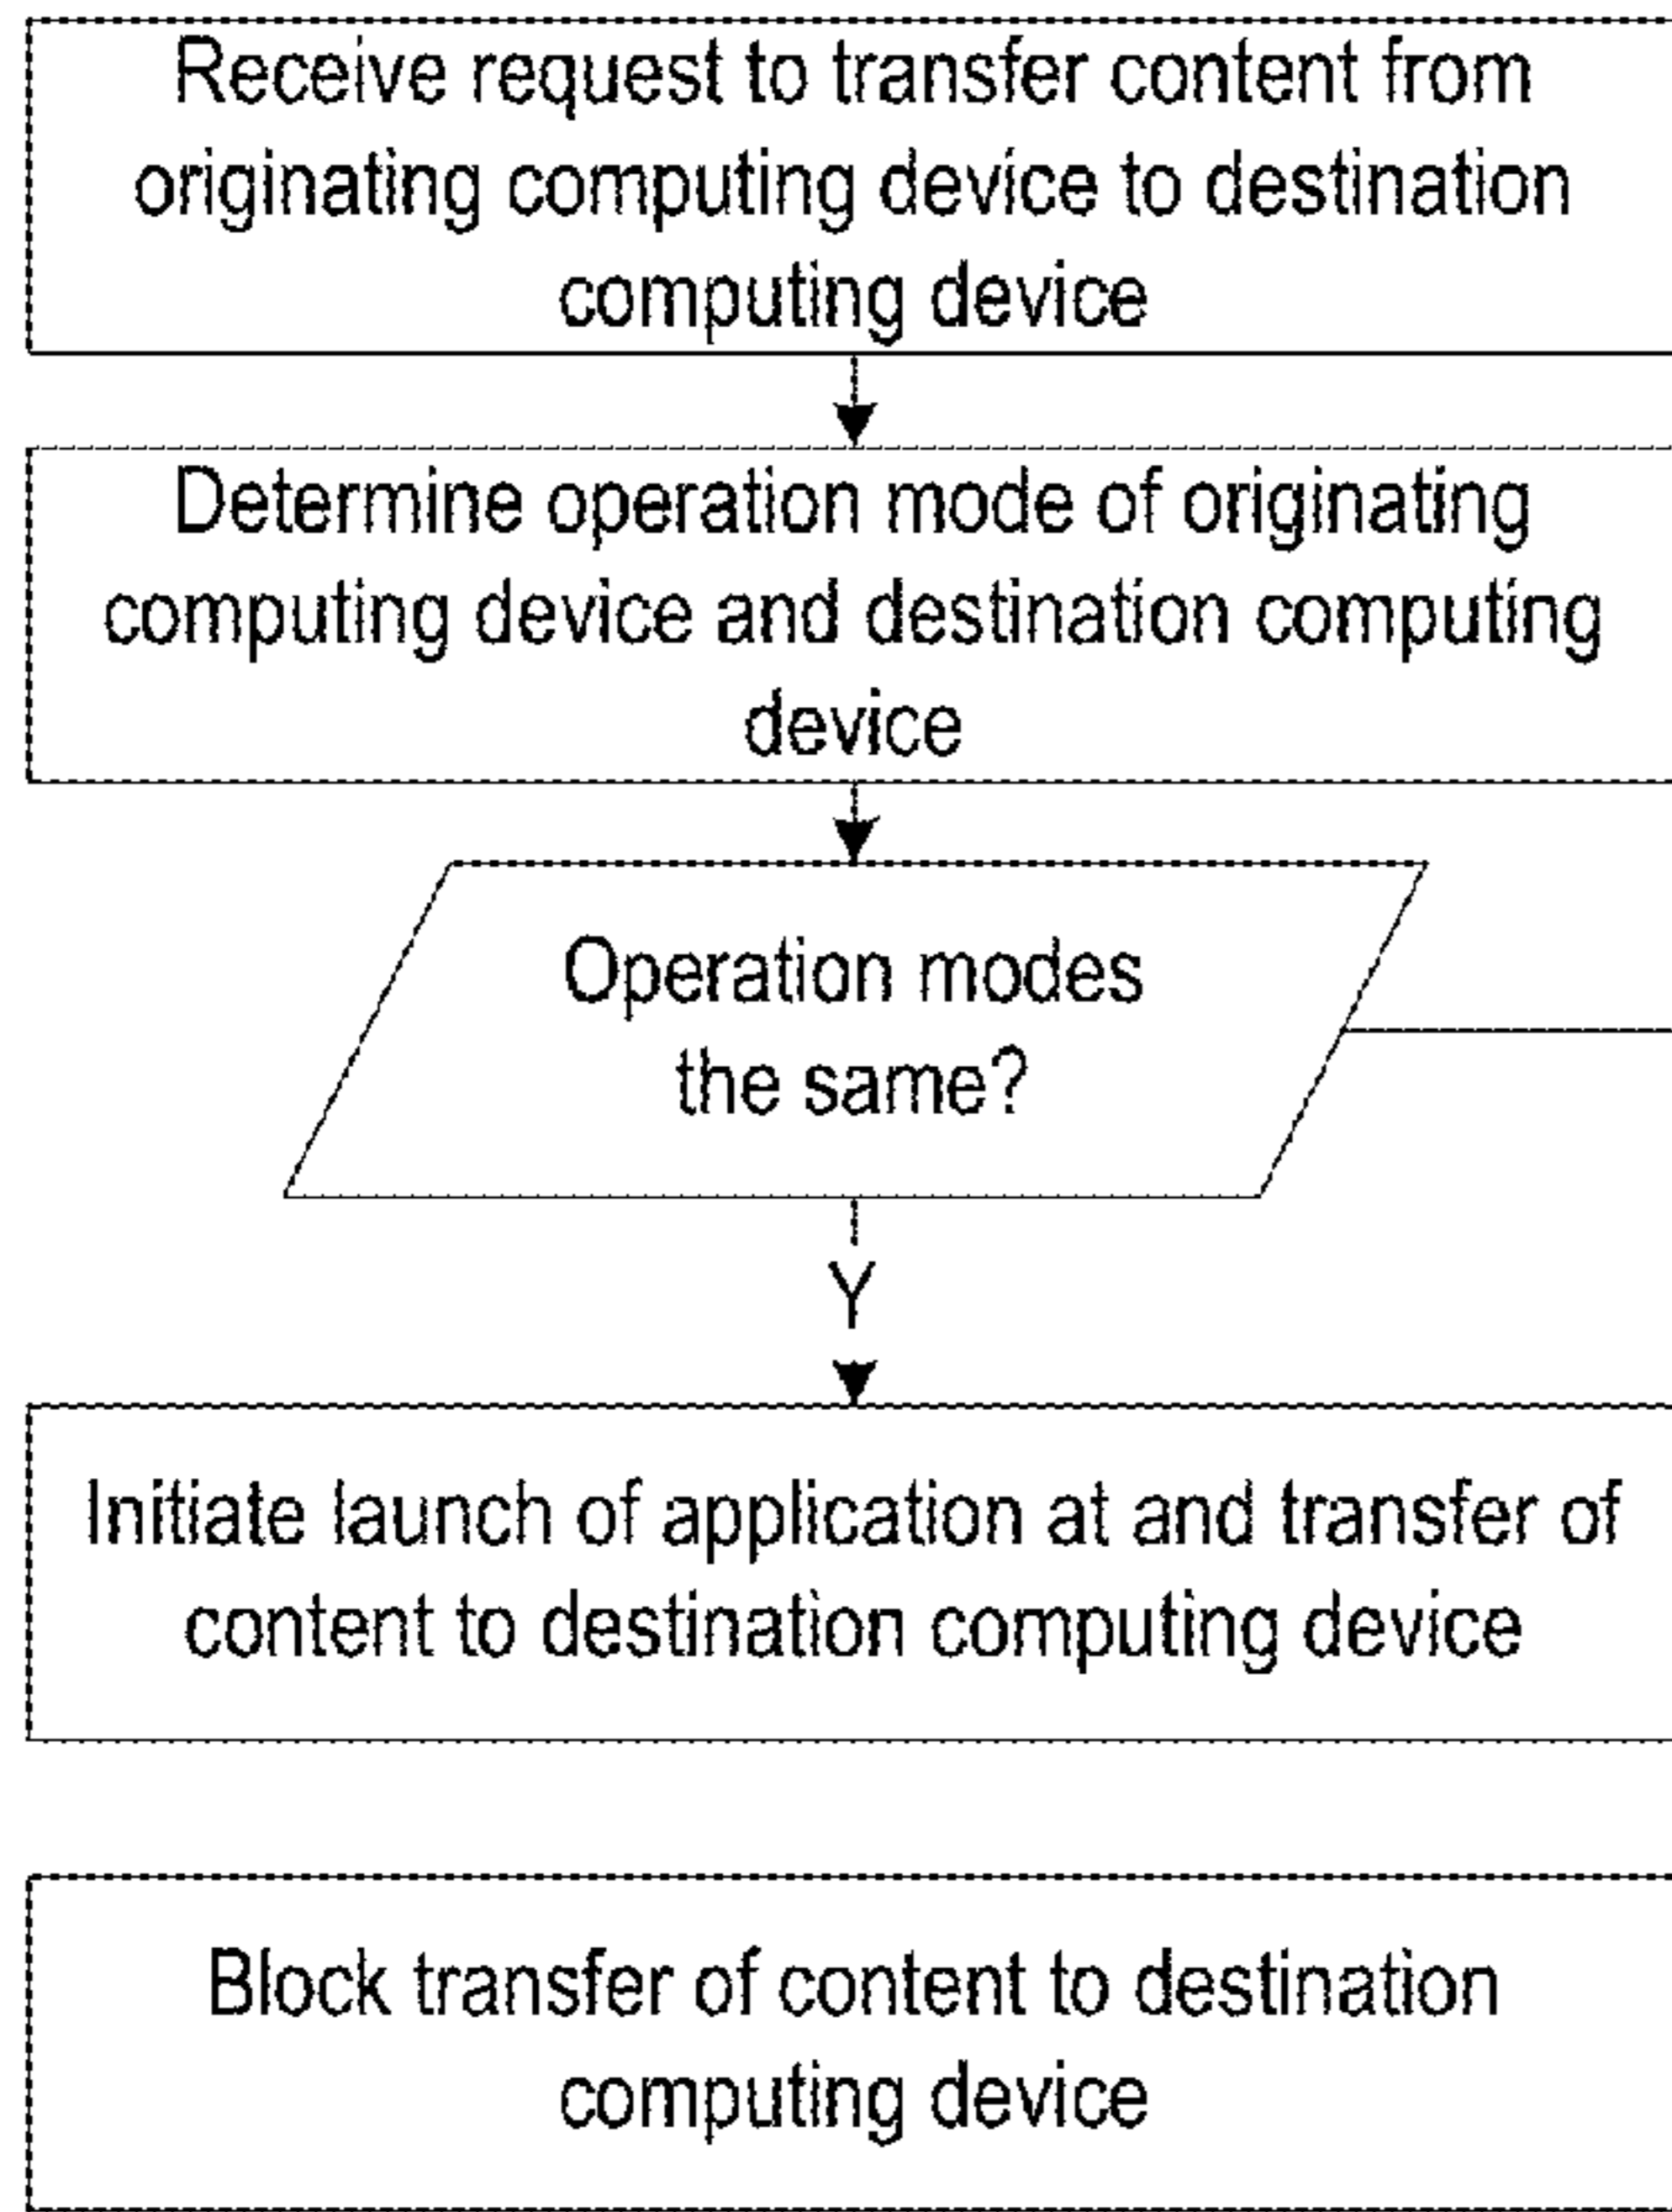 Receive request to transfer content from
originating computing device to destination
computing device
Determine operation mode of originating
computing device and destination computing
device
Operation modes
the same?
Y
Initiate launch of application at and transfer of
content to destination computing device
Block transfer of content to destination
computing device